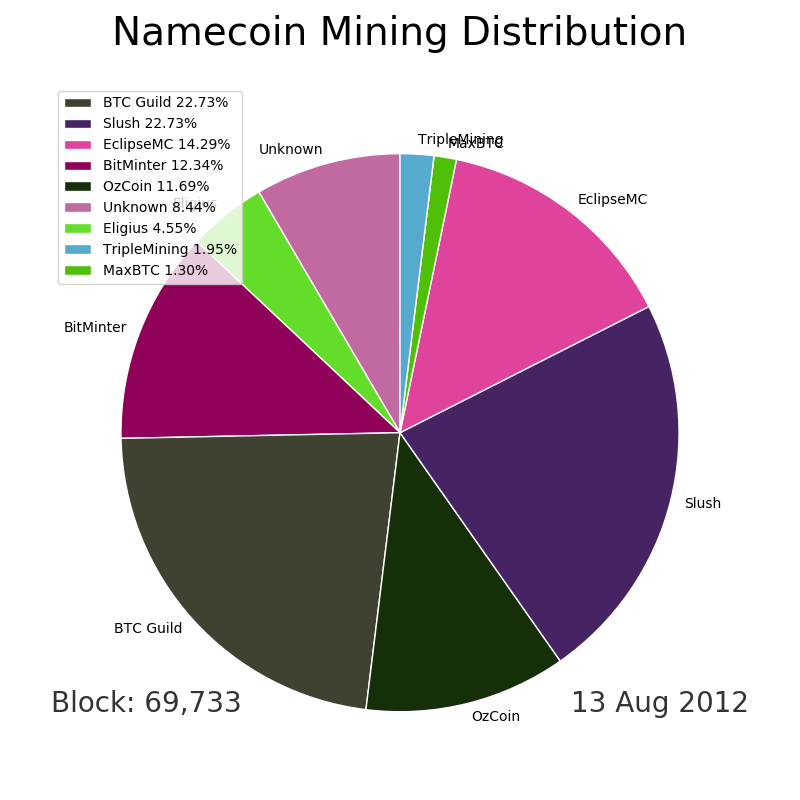 Namecoin Mining Distribution
BTC Guild 22.73%
Slush 22.73%
EclipseMC 14.29%
BitMinter 12.34%
OzCoin 11.69%
Unknown 8.44%
Eligius 4.55%
TripleMining 1.95%
MaxBTC 1.30%
Unknown
TripleMining
MaxBTC
EclipseMC
Eligius
BitMinter
Slush
BTC Guild
OzCoin
Block: 69,733
13 Aug 2012